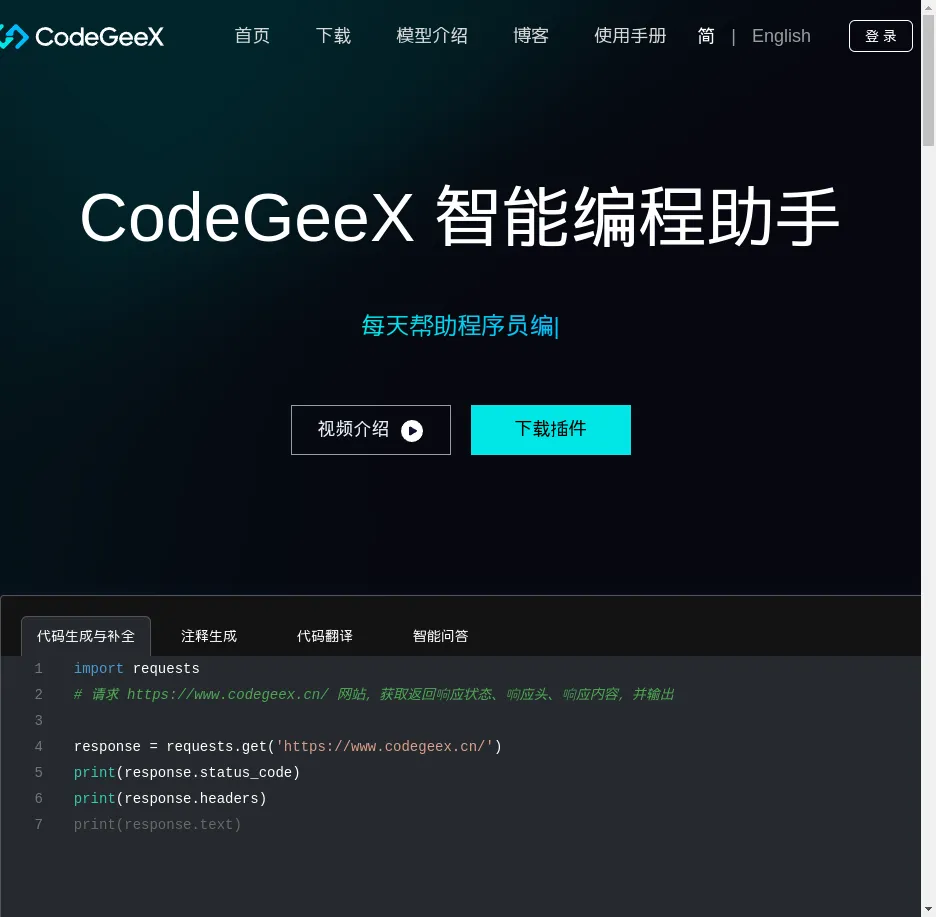 CodeGeeX 首页 下载 模型介绍 博客 使用手册 简 | English 登 录
CodeGeeX 智能编程助手
每天帮助程序员编|
视频介绍 下载插件
代码生成与补全 注释生成 代码翻译 智能问答
1 import requests
2 # 请求 https://www.codegeex.cn/ 网站, 获取返回响应状态、响应头、响应内容, 并输出
3
4 response = requests.get('https://www.codegeex.cn/')
5 print(response.status_code)
6 print(response.headers)
7 print(response.text)